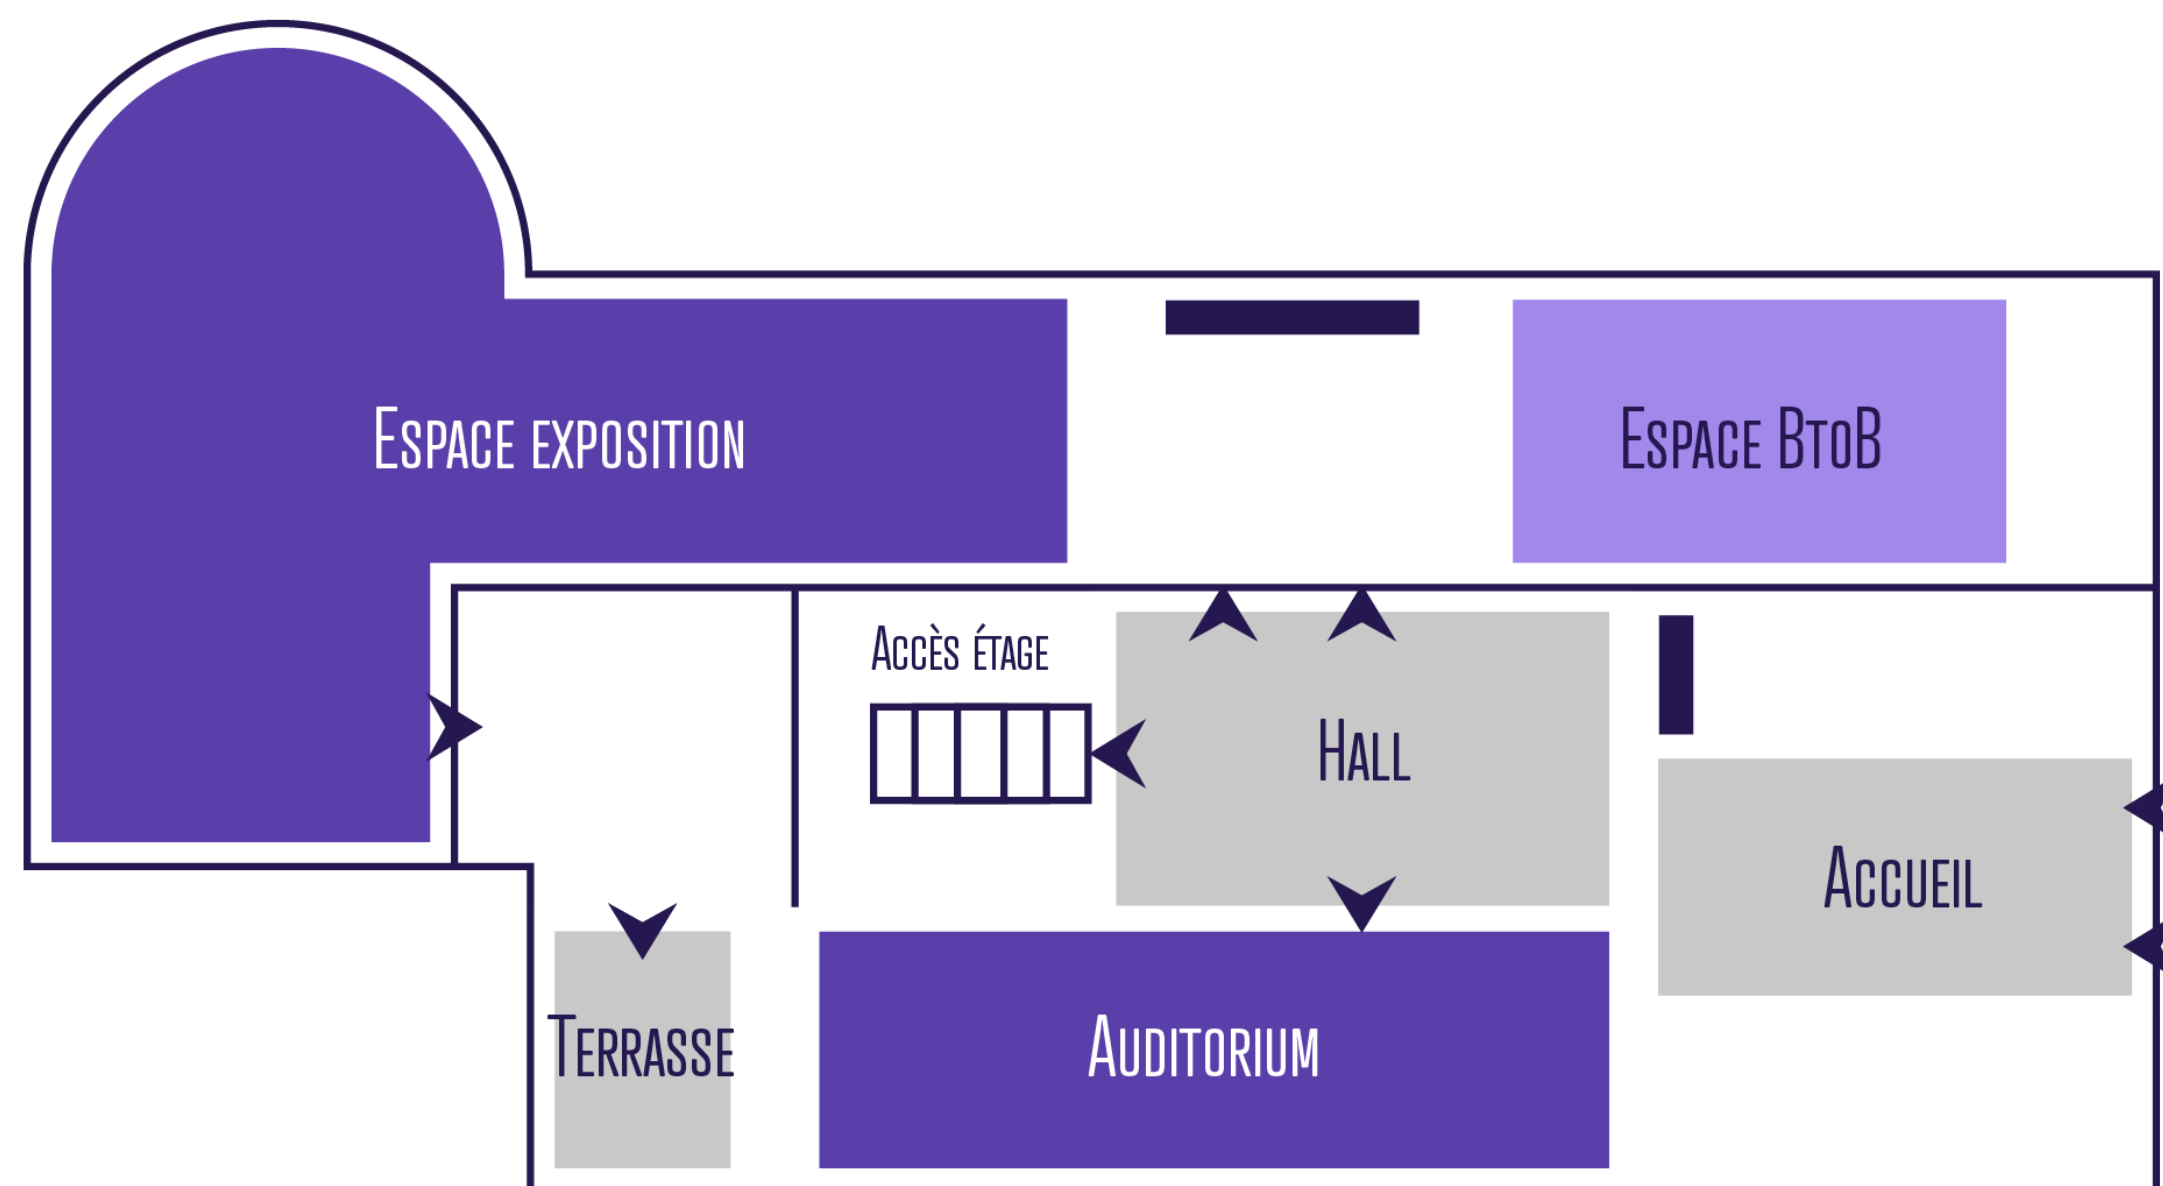 Espace exposition
Espace BtoB
Accès étage
Hall
Accueil
Terrasse
Auditorium